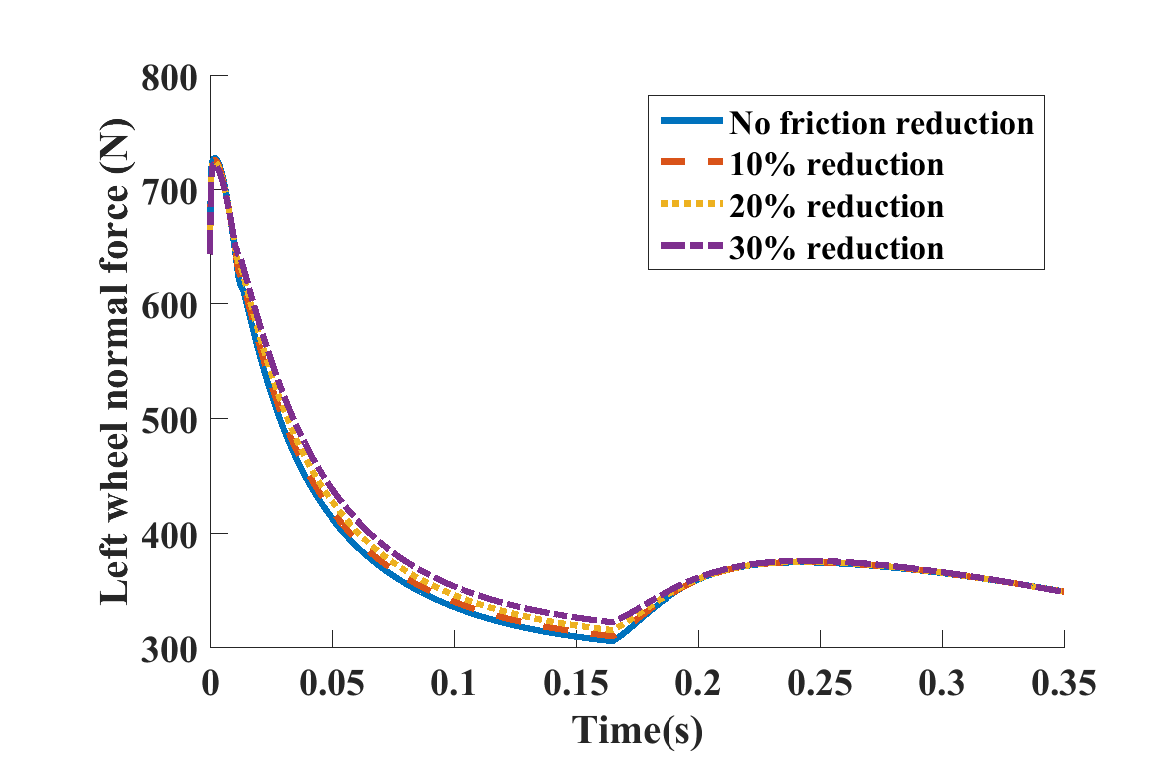 800
700
600
500
400
300
Left wheel normal force (N)
No friction reduction
10% reduction
20% reduction
30% reduction
0
0.05
0.1
0.15
0.2
0.25
0.3
0.35
Time(s)